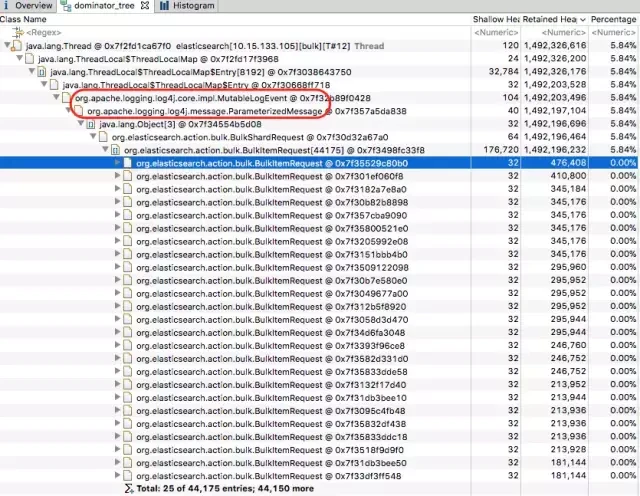 Overview dominator_tree Histogram
Class Name Shallow Hea Retained Heap Percentage
<Regex> <Numeric> <Numeric> <Numeric>
java.lang.Thread @ 0x7f2fd1ca67f0 elasticsearch[10.15.133.105][bulk][T#12] Thread 120 1,492,326,616 5.84%
java.lang.ThreadLocal$ThreadLocalMap @ 0x7f2fd17f3968 24 1,492,326,200 5.84%
java.lang.ThreadLocal$ThreadLocalMap$Entry[8192] @ 0x7f3038643750 32,784 1,492,326,176 5.84%
java.lang.ThreadLocal$ThreadLocalMap$Entry @ 0x7f30668ff718 32 1,492,203,528 5.84%
org.apache.logging.log4j.core.impl.MutableLogEvent @ 0x7f32b89f0428 104 1,492,203,496 5.84%
org.apache.logging.log4j.message.ParameterizedMessage @ 0x7f357a5da838 40 1,492,197,104 5.84%
java.lang.Object[3] @ 0x7f34554b5d08 32 1,492,196,696 5.84%
org.elasticsearch.action.bulk.BulkShardRequest @ 0x7f30d32a67a0 64 1,492,196,464 5.84%
org.elasticsearch.action.bulk.BulkItemRequest[44175] @ 0x7f3498fc33f8 176,720 1,492,196,232 5.84%
org.elasticsearch.action.bulk.BulkItemRequest @ 0x7f35529c80b0 32 476,408 0.00%
org.elasticsearch.action.bulk.BulkItemRequest @ 0x7f301ef060f8 32 410,800 0.00%
org.elasticsearch.action.bulk.BulkItemRequest @ 0x7f3182a7e8a0 32 345,184 0.00%
org.elasticsearch.action.bulk.BulkItemRequest @ 0x7f30b82b8898 32 345,176 0.00%
org.elasticsearch.action.bulk.BulkItemRequest @ 0x7f357cba9090 32 345,176 0.00%
org.elasticsearch.action.bulk.BulkItemRequest @ 0x7f35800521e0 32 345,176 0.00%
org.elasticsearch.action.bulk.BulkItemRequest @ 0x7f3205992e08 32 345,176 0.00%
org.elasticsearch.action.bulk.BulkItemRequest @ 0x7f3151bbb4b0 32 345,176 0.00%
org.elasticsearch.action.bulk.BulkItemRequest @ 0x7f3509122098 32 295,960 0.00%
org.elasticsearch.action.bulk.BulkItemRequest @ 0x7f30b7e580e0 32 295,952 0.00%
org.elasticsearch.action.bulk.BulkItemRequest @ 0x7f3049677a00 32 295,952 0.00%
org.elasticsearch.action.bulk.BulkItemRequest @ 0x7f312b5f8920 32 295,952 0.00%
org.elasticsearch.action.bulk.BulkItemRequest @ 0x7f3058d3d470 32 295,944 0.00%
org.elasticsearch.action.bulk.BulkItemRequest @ 0x7f34d6fa3048 32 295,944 0.00%
org.elasticsearch.action.bulk.BulkItemRequest @ 0x7f3393f96ce8 32 246,760 0.00%
org.elasticsearch.action.bulk.BulkItemRequest @ 0x7f3582d331d0 32 246,752 0.00%
org.elasticsearch.action.bulk.BulkItemRequest @ 0x7f35833dde58 32 246,752 0.00%
org.elasticsearch.action.bulk.BulkItemRequest @ 0x7f3132f17d40 32 213,952 0.00%
org.elasticsearch.action.bulk.BulkItemRequest @ 0x7f31db3bee10 32 213,944 0.00%
org.elasticsearch.action.bulk.BulkItemRequest @ 0x7f3095c4fb48 32 213,936 0.00%
org.elasticsearch.action.bulk.BulkItemRequest @ 0x7f35832df438 32 213,936 0.00%
org.elasticsearch.action.bulk.BulkItemRequest @ 0x7f35833ddc18 32 213,936 0.00%
org.elasticsearch.action.bulk.BulkItemRequest @ 0x7f3518f9d9f0 32 213,936 0.00%
org.elasticsearch.action.bulk.BulkItemRequest @ 0x7f31db3bee50 32 181,144 0.00%
org.elasticsearch.action.bulk.BulkItemRequest @ 0x7f33df3ff548 32 181,144 0.00%
Total: 25 of 44,175 entries; 44,150 more